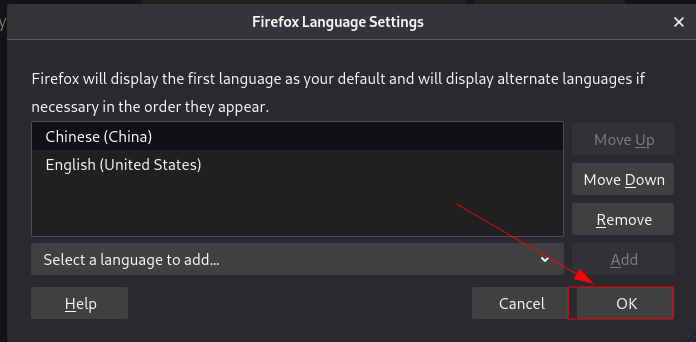 Firefox Language Settings
Firefox will display the first language as your default and will display alternate languages if
necessary in the order they appear.
Chinese (China)
Move Up
English (United States)
Move Down
Remove
Select a language to add...
Add
Help
Cancel
OK